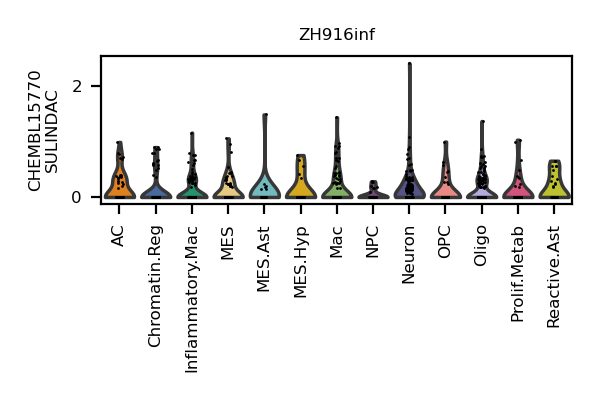 ZH916inf
CHEMBL15770
SULINDAC
2
0
AC
Chromatin.Reg
Inflammatory.Mac
MES
MES.Ast
MES.Hyp
Mac
NPC
Neuron
OPC
Oligo
Prolif.Metab
Reactive.Ast